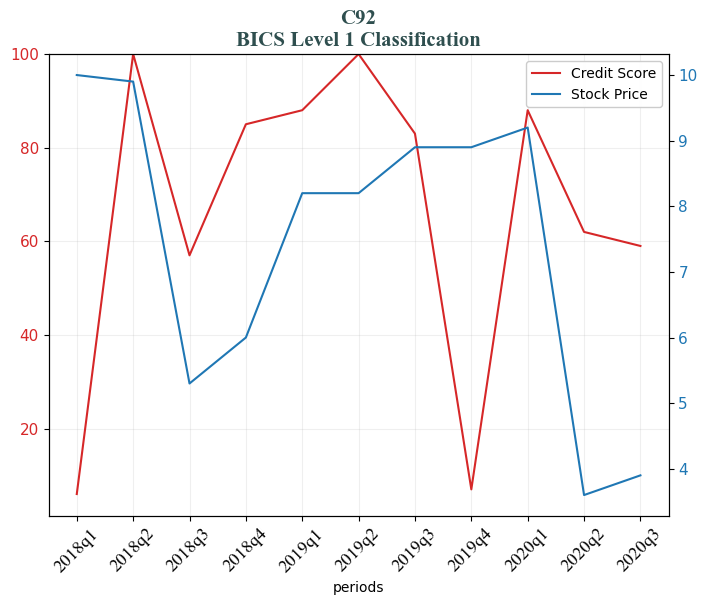 C92
BICS Level 1 Classification
Credit Score
Stock Price
100
80
60
40
20
10
9
8
7
6
5
4
2018q1
2018q2
2018q3
2018q4
2019q1
2019q2
2019q3
2019q4
2020q1
2020q2
2020q3
periods